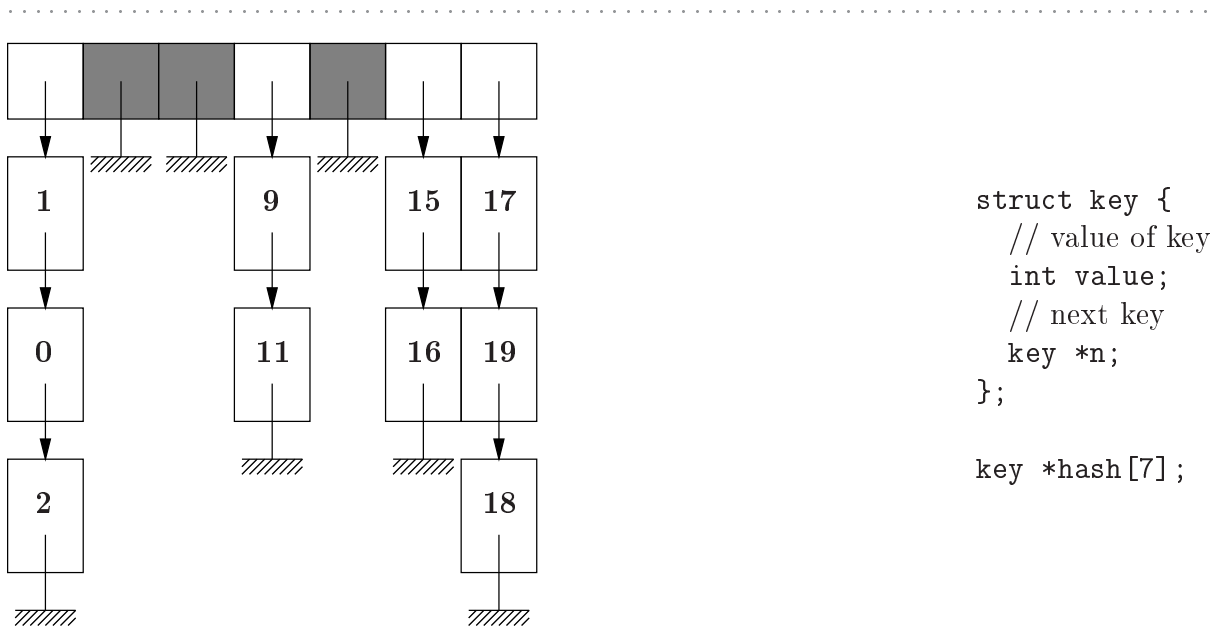 1 9 15 17
0 11 16 19
2 18
struct key {
// value of key
int value;
// next key
key *n;
};
key *hash[7];